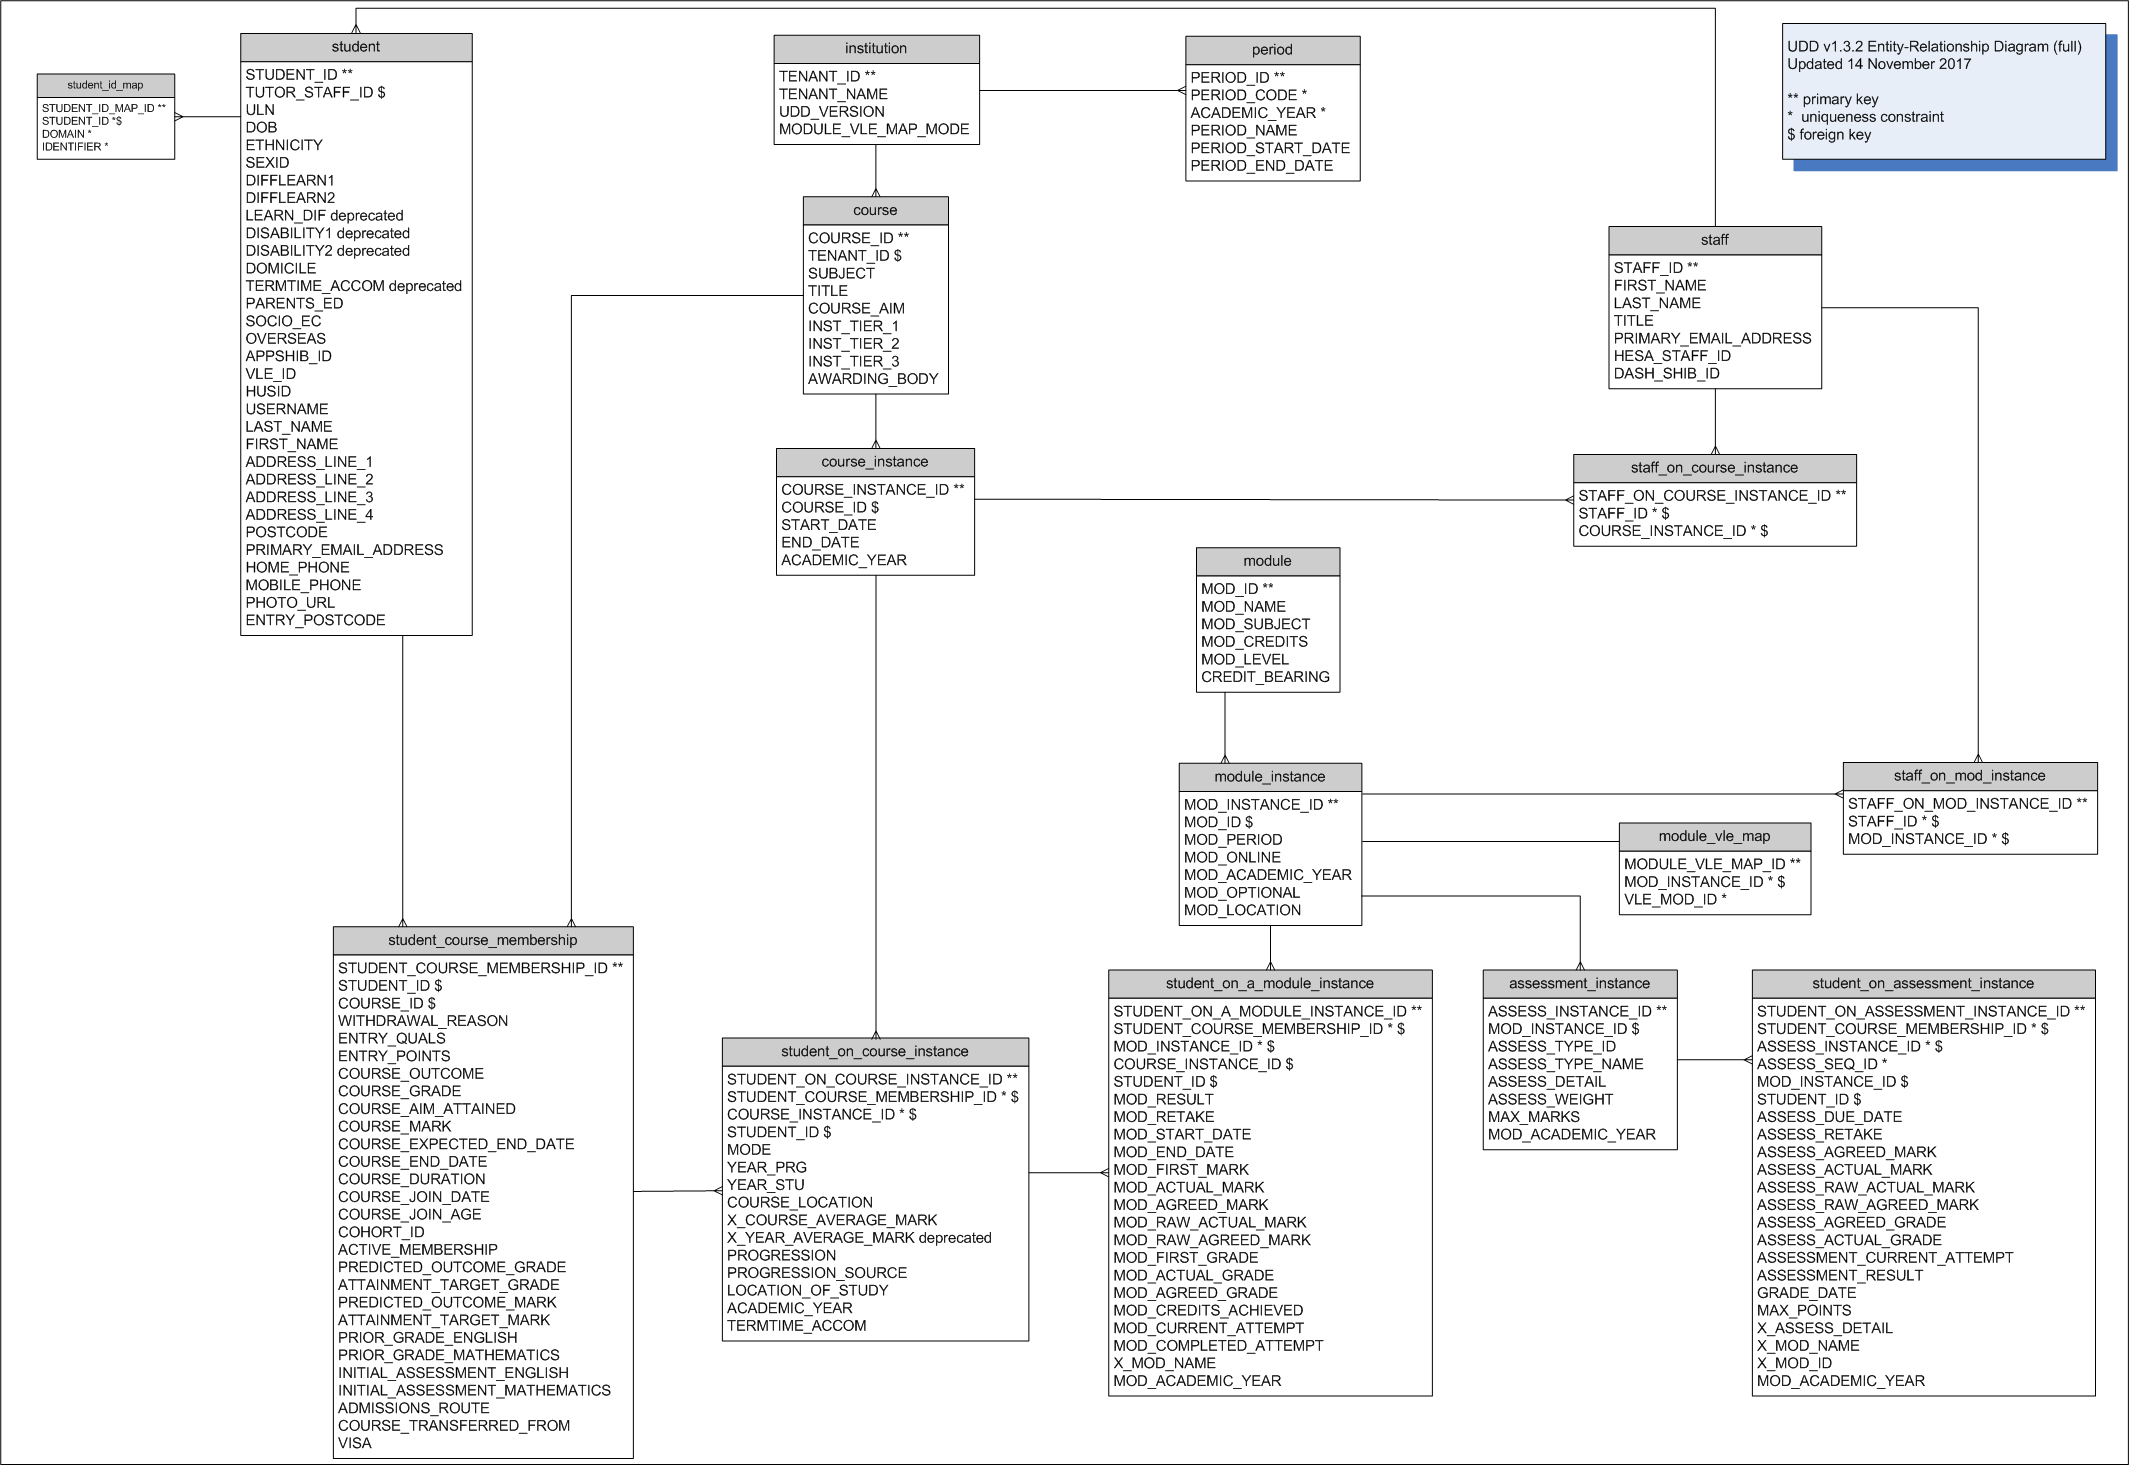 student
STUDENT_ID **
TUTOR_STAFF_ID $
ULN
DOB
ETHNICITY
SEXID
DIFFLEARN1
DIFFLEARN2
LEARN_DIF deprecated
DISABILITY1 deprecated
DISABILITY2 deprecated
DOMICILE
TERMTIME_ACCOM deprecated
PARENTS_ED
SOCIO_EC
OVERSEAS
APPSHIB_ID
VLE_ID
HUSID
USERNAME
LAST_NAME
FIRST_NAME
ADDRESS_LINE_1
ADDRESS_LINE_2
ADDRESS_LINE_3
ADDRESS_LINE_4
POSTCODE
PRIMARY_EMAIL_ADDRESS
HOME_PHONE
MOBILE_PHONE
PHOTO_URL
ENTRY_POSTCODE
student_id_map
STUDENT_ID_MAP_ID **
STUDENT_ID *$
DOMAIN *
IDENTIFIER *
institution
TENANT_ID **
TENANT_NAME
UDD_VERSION
MODULE_VLE_MAP_MODE
period
PERIOD_ID **
PERIOD_CODE *
ACADEMIC_YEAR *
PERIOD_NAME
PERIOD_START_DATE
PERIOD_END_DATE
UDD v1.3.2 Entity-Relationship Diagram (full)
Updated 14 November 2017
** primary key
* uniqueness constraint
$ foreign key
course
COURSE_ID **
TENANT_ID $
SUBJECT
TITLE
COURSE_AIM
INST_TIER_1
INST_TIER_2
INST_TIER_3
AWARDING_BODY
staff
STAFF_ID **
FIRST_NAME
LAST_NAME
TITLE
PRIMARY_EMAIL_ADDRESS
HESA_STAFF_ID
DASH_SHIB_ID
course_instance
COURSE_INSTANCE_ID **
COURSE_ID $
START_DATE
END_DATE
ACADEMIC_YEAR
staff_on_course_instance
STAFF_ON_COURSE_INSTANCE_ID **
STAFF_ID * $
COURSE_INSTANCE_ID * $
module
MOD_ID **
MOD_NAME
MOD_SUBJECT
MOD_CREDITS
MOD_LEVEL
CREDIT_BEARING
module_instance
MOD_INSTANCE_ID **
MOD_ID $
MOD_PERIOD
MOD_ONLINE
MOD_ACADEMIC_YEAR
MOD_OPTIONAL
MOD_LOCATION
staff_on_mod_instance
STAFF_ON_MOD_INSTANCE_ID **
STAFF_ID * $
MOD_INSTANCE_ID * $
module_vle_map
MODULE_VLE_MAP_ID **
MOD_INSTANCE_ID * $
VLE_MOD_ID *
student_course_membership
STUDENT_COURSE_MEMBERSHIP_ID **
STUDENT_ID $
COURSE_ID $
WITHDRAWAL_REASON
ENTRY_QUALS
ENTRY_POINTS
COURSE_OUTCOME
COURSE_GRADE
COURSE_AIM_ATTAINED
COURSE_MARK
COURSE_EXPECTED_END_DATE
COURSE_END_DATE
COURSE_DURATION
COURSE_JOIN_DATE
COURSE_JOIN_AGE
COHORT_ID
ACTIVE_MEMBERSHIP
PREDICTED_OUTCOME_GRADE
ATTAINMENT_TARGET_GRADE
PREDICTED_OUTCOME_MARK
ATTAINMENT_TARGET_MARK
PRIOR_GRADE_ENGLISH
PRIOR_GRADE_MATHEMATICS
INITIAL_ASSESSMENT_ENGLISH
INITIAL_ASSESSMENT_MATHEMATICS
ADMISSIONS_ROUTE
COURSE_TRANSFERRED_FROM
VISA
student_on_course_instance
STUDENT_ON_COURSE_INSTANCE_ID **
STUDENT_COURSE_MEMBERSHIP_ID * $
COURSE_INSTANCE_ID * $
STUDENT_ID $
MODE
YEAR_PRG
YEAR_STU
COURSE_LOCATION
X_COURSE_AVERAGE_MARK
X_YEAR_AVERAGE_MARK deprecated
PROGRESSION
PROGRESSION_SOURCE
LOCATION_OF_STUDY
ACADEMIC_YEAR
TERMTIME_ACCOM
student_on_a_module_instance
STUDENT_ON_A_MODULE_INSTANCE_ID **
STUDENT_COURSE_MEMBERSHIP_ID * $
MOD_INSTANCE_ID * $
COURSE_INSTANCE_ID $
STUDENT_ID $
MOD_RESULT
MOD_RETAKE
MOD_START_DATE
MOD_END_DATE
MOD_FIRST_MARK
MOD_ACTUAL_MARK
MOD_AGREED_MARK
MOD_RAW_ACTUAL_MARK
MOD_RAW_AGREED_MARK
MOD_FIRST_GRADE
MOD_ACTUAL_GRADE
MOD_AGREED_GRADE
MOD_CREDITS_ACHIEVED
MOD_CURRENT_ATTEMPT
MOD_COMPLETED_ATTEMPT
X_MOD_NAME
MOD_ACADEMIC_YEAR
assessment_instance
ASSESS_INSTANCE_ID **
MOD_INSTANCE_ID $
ASSESS_TYPE_ID
ASSESS_TYPE_NAME
ASSESS_DETAIL
ASSESS_WEIGHT
MAX_MARKS
MOD_ACADEMIC_YEAR
student_on_assessment_instance
STUDENT_ON_ASSESSMENT_INSTANCE_ID **
STUDENT_COURSE_MEMBERSHIP_ID * $
ASSESS_INSTANCE_ID * $
ASSESS_SEQ_ID *
MOD_INSTANCE_ID $
STUDENT_ID $
ASSESS_DUE_DATE
ASSESS_RETAKE
ASSESS_AGREED_MARK
ASSESS_ACTUAL_MARK
ASSESS_RAW_ACTUAL_MARK
ASSESS_RAW_AGREED_MARK
ASSESS_AGREED_GRADE
ASSESS_ACTUAL_GRADE
ASSESSMENT_CURRENT_ATTEMPT
ASSESSMENT_RESULT
GRADE_DATE
MAX_POINTS
X_ASSESS_DETAIL
X_MOD_NAME
X_MOD_ID
MOD_ACADEMIC_YEAR